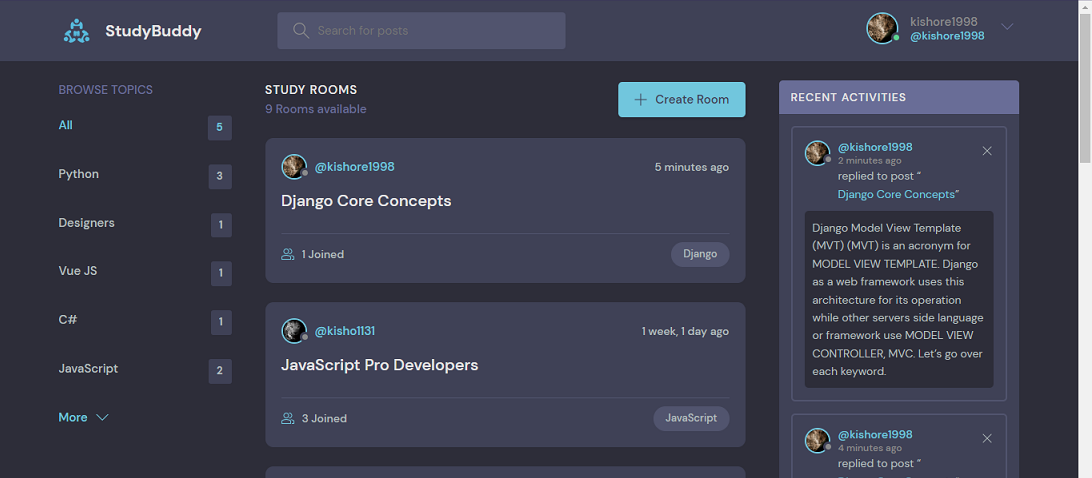 StudyBuddy
Search for posts
kishore1998
@kishore1998
BROWSE TOPICS
All 5
Python 3
Designers 1
Vue JS 1
C# 1
JavaScript 2
More
STUDY ROOMS
9 Rooms available
Create Room
@kishore1998
5 minutes ago
Django Core Concepts
1 Joined
Django
@kisho1131
1 week, 1 day ago
JavaScript Pro Developers
3 Joined
JavaScript
RECENT ACTIVITIES
@kishore1998
2 minutes ago
replied to post “
Django Core Concepts”
Django Model View Template
(MVT) (MVT) is an acronym for
MODEL VIEW TEMPLATE. Django
as a web framework uses this
architecture for its operation
while other servers side language
or framework use MODEL VIEW
CONTROLLER, MVC. Let’s go over
each keyword.
@kishore1998
4 minutes ago
replied to post “